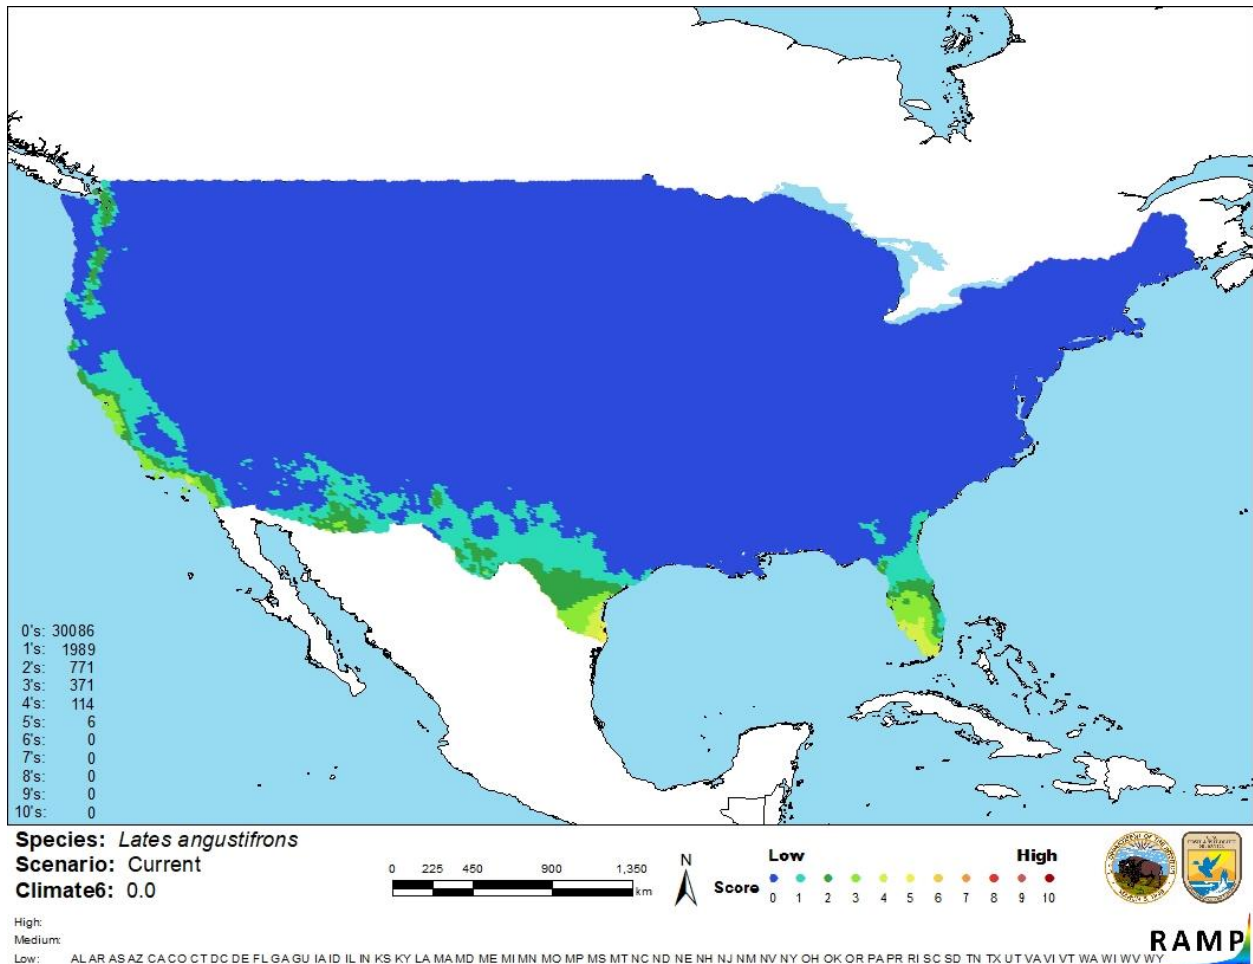 0's: 30086
1's: 1989
2's: 771
3's: 371
4's: 114
5's: 6
6's: 0
7's: 0
8's: 0
9's: 0
10's: 0
Species: Lates angustifrons
Scenario: Current
Climate6: 0.0
0 225 450 900 1,350
km
N
Low High
Score 0 1 2 3 4 5 6 7 8 9 10
High:
Medium:
Low: AL AR AS AZ CA CO CT DC DE FL GA GU IA ID IL IN KS KY LA MA MD ME MI MN MO MP MS MT NC ND NE NH NJ NM NV NY OH OK OR PA PR RI SC SD TN TX UT VA VI VT WA WI WV WY
RAMP